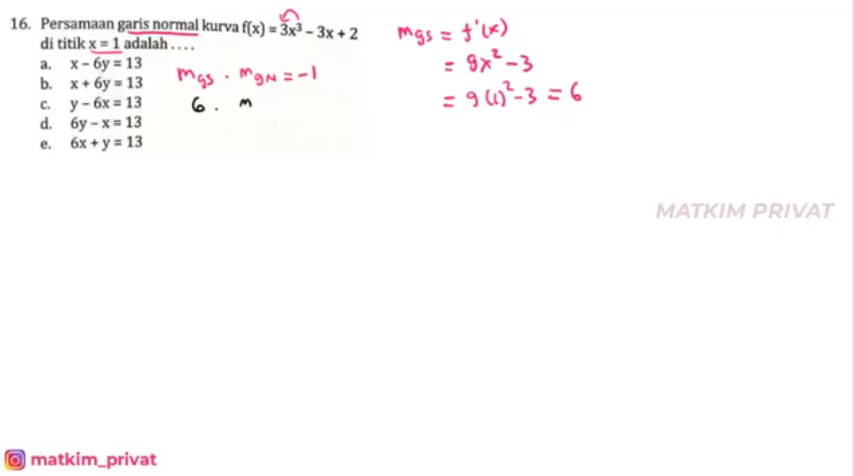 16. Persamaan garis normal kurva f(x) = 3x³ – 3x + 2
di titik x = 1 adalah . . . .
a. x – 6y = 13
b. x + 6y = 13
c. y – 6x = 13
d. 6y – x = 13
e. 6x + y = 13
mgs . mgN = -1
6 . m
mgs = f'(x)
= 9x² - 3
= 9(1)² - 3 = 6
MATKIM PRIVAT
matkim_privat